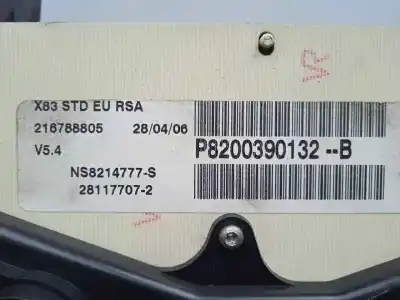 X83 STD EU RSA
216788805 28/04/06
V5.4 P8200390132--B
NS8214777-S
28117707-2